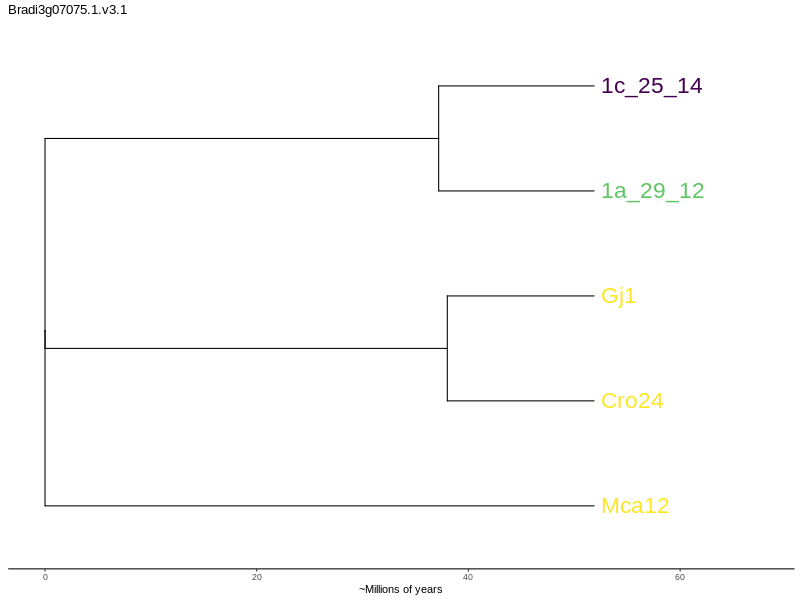 Bradi3g07075.1.v3.1
1c_25_14
1a_29_12
Gj1
Cro24
Mca12
0 20 40 60
~Millions of years